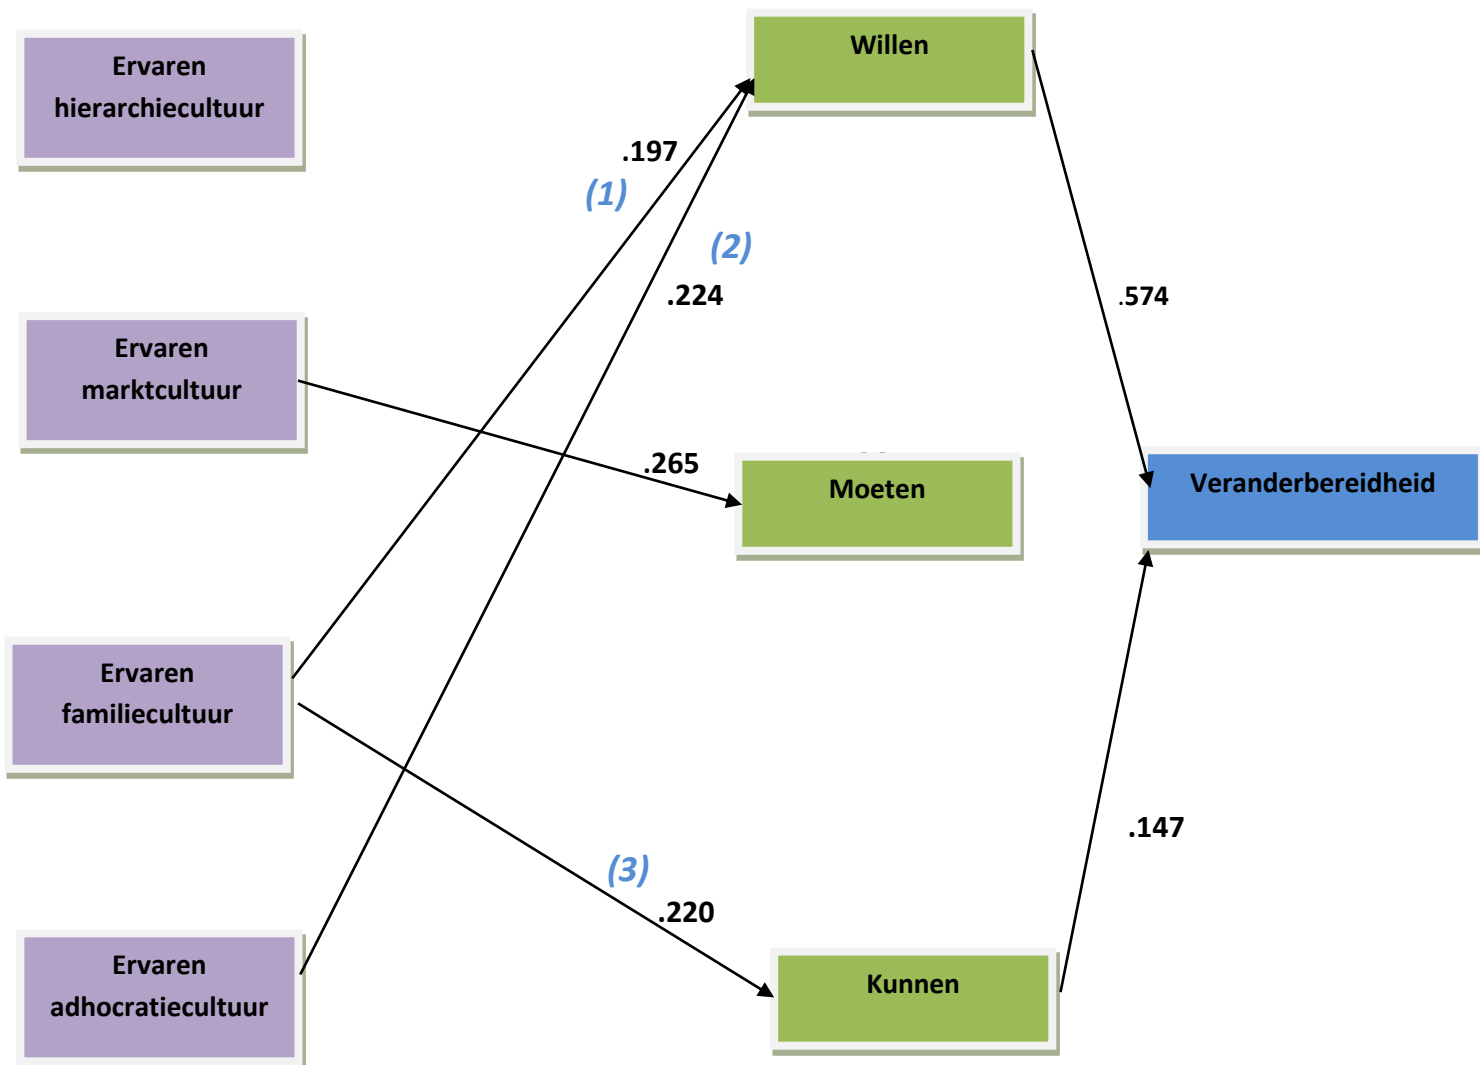 Ervaren
hierarchiecultuur
Willen
.197
(1)
(2)
.224
.574
Ervaren
marktcultuur
.265
Moeten
Veranderbereidheid
Ervaren
familiecultuur
.147
(3)
.220
Ervaren
adhocratiecultuur
Kunnen